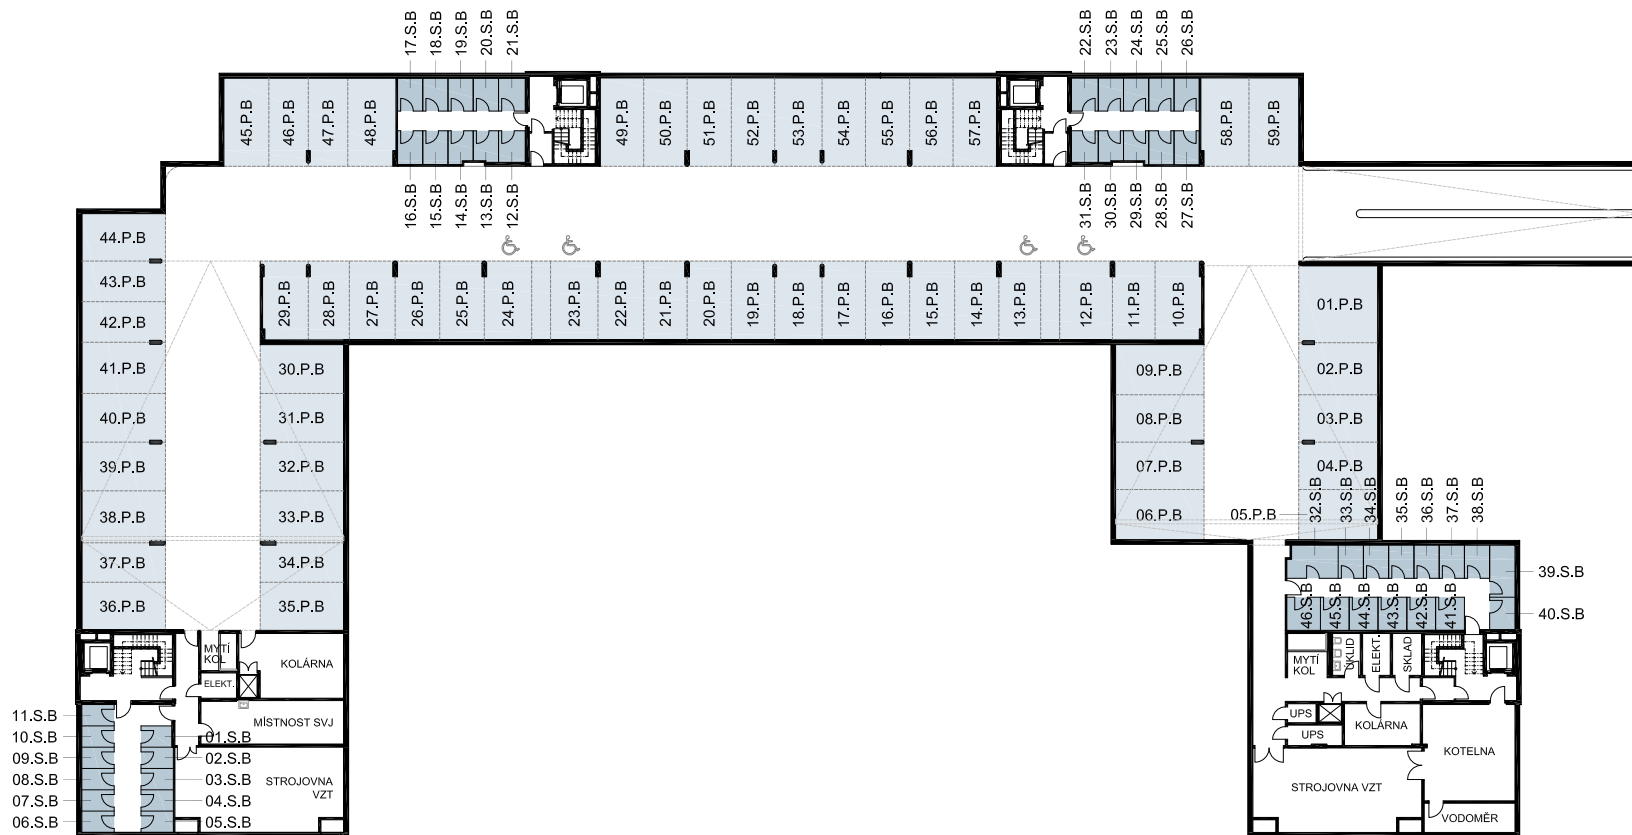 17.S.B
18.S.B
19.S.B
20.S.B
21.S.B
22.S.B
23.S.B
24.S.B
25.S.B
26.S.B
45.P.B
46.P.B
47.P.B
48.P.B
49.P.B
50.P.B
51.P.B
52.P.B
53.P.B
54.P.B
55.P.B
56.P.B
57.P.B
58.P.B
59.P.B
16.S.B
15.S.B
14.S.B
13.S.B
12.S.B
31.S.B
30.S.B
29.S.B
28.S.B
27.S.B
44.P.B
43.P.B
42.P.B
41.P.B
40.P.B
39.P.B
38.P.B
37.P.B
36.P.B
29.P.B
28.P.B
27.P.B
26.P.B
25.P.B
24.P.B
23.P.B
22.P.B
21.P.B
20.P.B
19.P.B
18.P.B
17.P.B
16.P.B
15.P.B
14.P.B
13.P.B
12.P.B
11.P.B
10.P.B
30.P.B
31.P.B
32.P.B
33.P.B
34.P.B
35.P.B
09.P.B
08.P.B
07.P.B
06.P.B
01.P.B
02.P.B
03.P.B
04.P.B
05.P.B
32.S.B
33.S.B
34.S.B
35.S.B
36.S.B
37.S.B
38.S.B
39.S.B
40.S.B
46.S.B
45.S.B
44.S.B
43.S.B
42.S.B
41.S.B
MYTÍ
KOL
KOLÁRNA
ELEKT.
MÍSTNOST SVJ
STROJOVNA
VZT
11.S.B
10.S.B
09.S.B
08.S.B
07.S.B
06.S.B
01.S.B
02.S.B
03.S.B
04.S.B
05.S.B
MYTÍ
KOL
ÚKLID
ELEKT.
SKLAD
UPS
UPS
KOLÁRNA
KOTELNA
STROJOVNA VZT
VODOMĚR